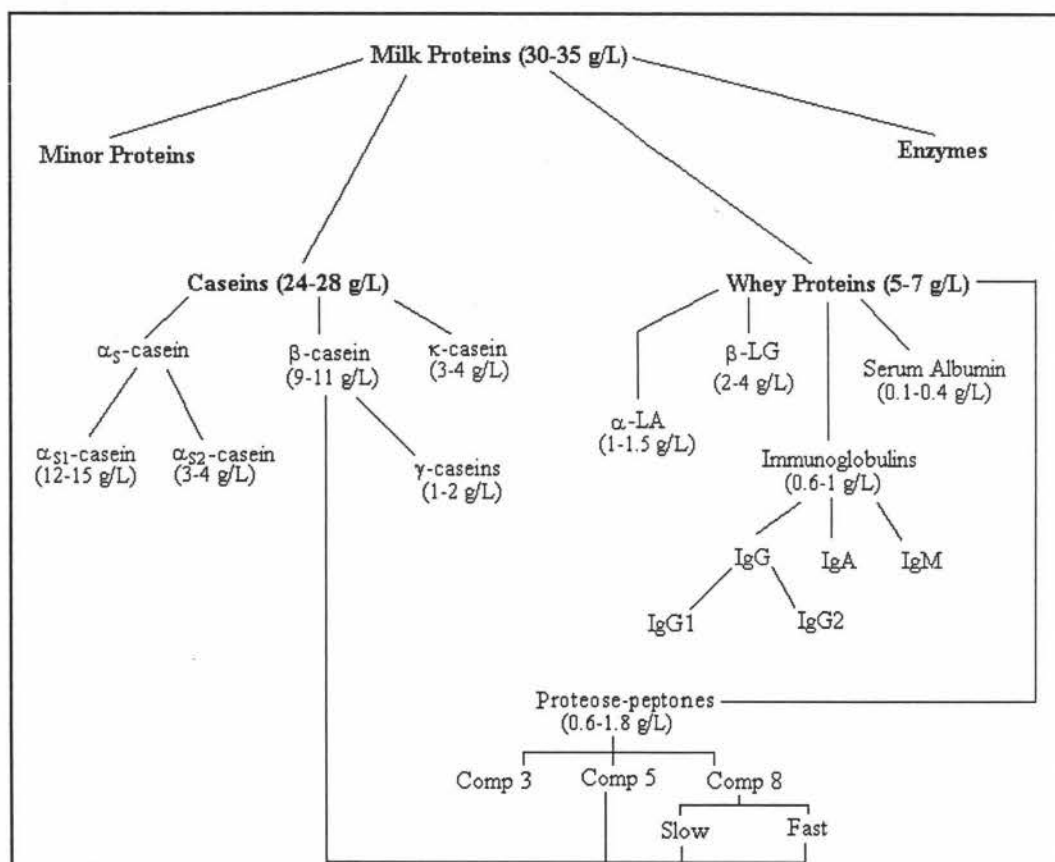 Milk Proteins (30-35 g/L)
Minor Proteins
Enzymes
Caseins (24-28 g/L)
Whey Proteins (5-7 g/L)
αS-casein
β-casein
(9-11 g/L)
κ-casein
(3-4 g/L)
β-LG
(2-4 g/L)
Serum Albumin
(0.1-0.4 g/L)
α-LA
(1-1.5 g/L)
αS1-casein
(12-15 g/L)
αS2-casein
(3-4 g/L)
γ-caseins
(1-2 g/L)
Immunoglobulins
(0.6-1 g/L)
IgG
IgA
IgM
IgG1
IgG2
Proteose-peptones
(0.6-1.8 g/L)
Comp 3
Comp 5
Comp 8
Slow
Fast